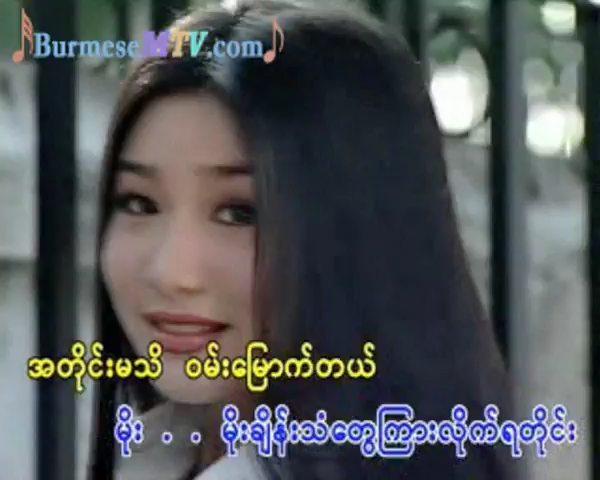 BurmeseMTV.com
အတိုင်းမသိ ဝမ်းမြောက်တယ်
မိုး . . မိုးချိန်းသံတွေကြားလိုက်ရတိုင်း